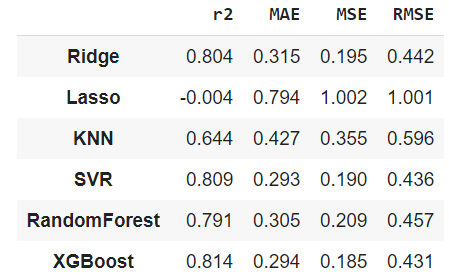 r2 MAE MSE RMSE
Ridge 0.804 0.315 0.195 0.442
Lasso -0.004 0.794 1.002 1.001
KNN 0.644 0.427 0.355 0.596
SVR 0.809 0.293 0.190 0.436
RandomForest 0.791 0.305 0.209 0.457
XGBoost 0.814 0.294 0.185 0.431